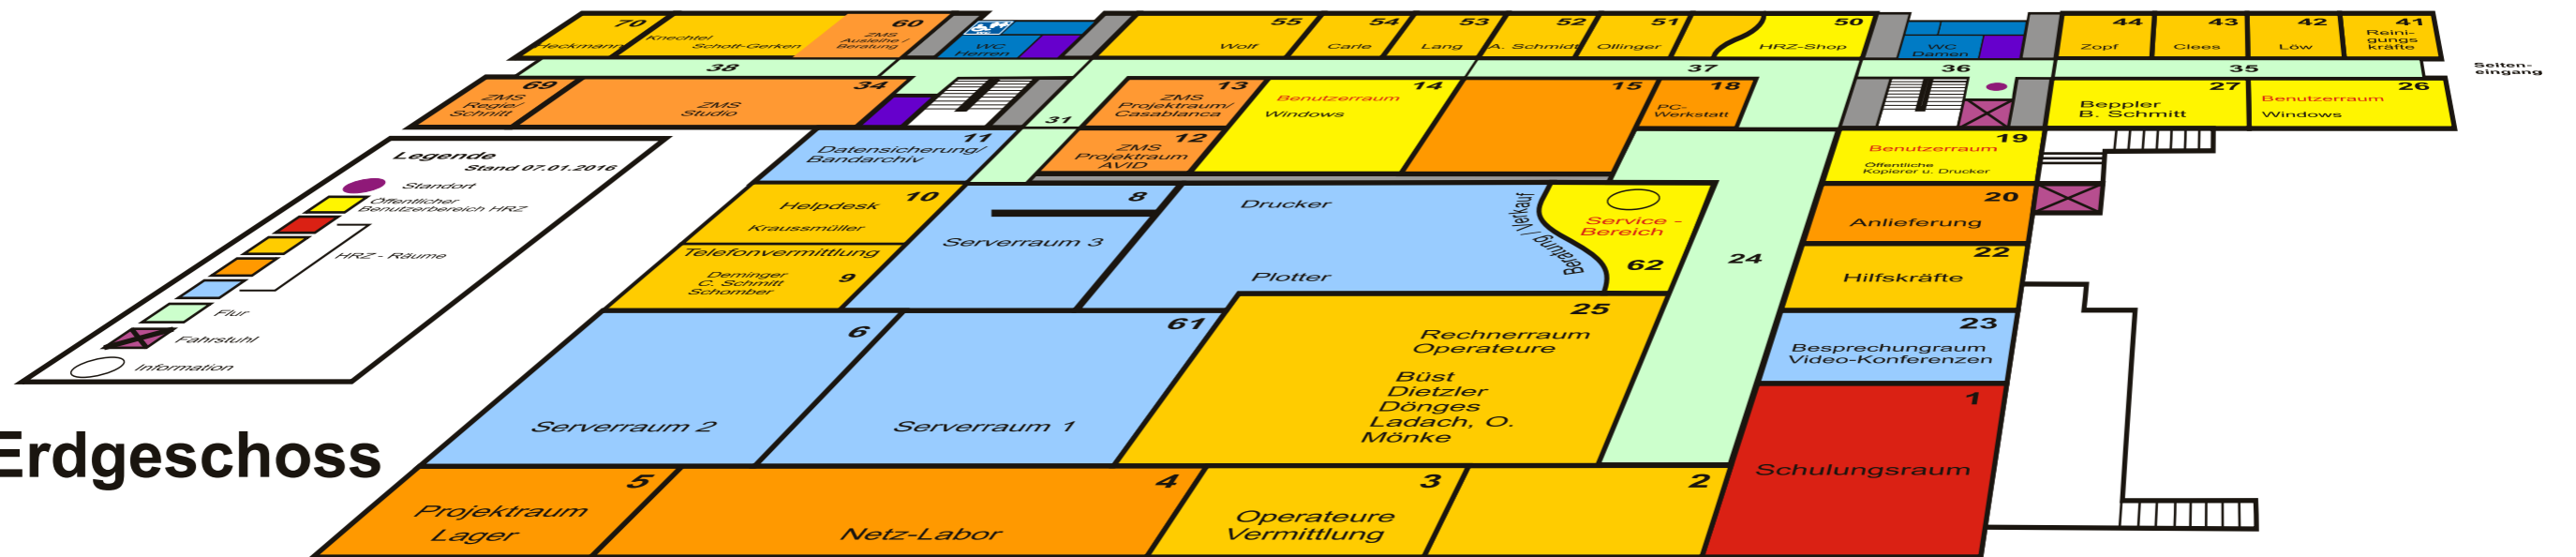 70
Heckmann
Knechtel
Schott-Gerken
60
ZMS
Ausleihe /
Beratung
WC
Herren
55
Wolf
54
Carle
53
Lang
52
A. Schmidt
51
Ollinger
50
HRZ-Shop
WC
Damen
44
Zopf
43
Clees
42
Löw
41
Reini-
gungs
kräfte
38
37
36
35
Seiten-
eingang
69
ZMS
Regie/
Schnitt
34
ZMS
Studio
31
13
ZMS
Projektraum/
Casablanca
14
Benutzerraum
Windows
15
18
PC-
Werkstatt
27
Beppler
B. Schmitt
26
Benutzerraum
Windows
12
ZMS
Projektraum
AVID
11
Datensicherung/
Bandarchiv
19
Benutzerraum
Öffentliche
Kopierer u. Drucker
Legende
Stand 07.01.2016
Standort
Öffentlicher
Benutzerbereich HRZ
HRZ - Räume
Flur
Fahrstuhl
Information
10
Helpdesk
Kraussmüller
8
Serverraum 3
Drucker
Plotter
Beratung / Verkauf
Service -
Bereich
62
24
20
Anlieferung
Telefonvermittlung
9
Deminger
C. Schmitt
Schomber
22
Hilfskräfte
6
Serverraum 2
61
Serverraum 1
25
Rechnerraum
Operateure
Büst
Dietzler
Dönges
Ladach, O.
Mönke
23
Besprechungraum
Video-Konferenzen
1
Schulungsraum
Erdgeschoss
5
Projektraum
Lager
4
Netz-Labor
3
Operateure
Vermittlung
2